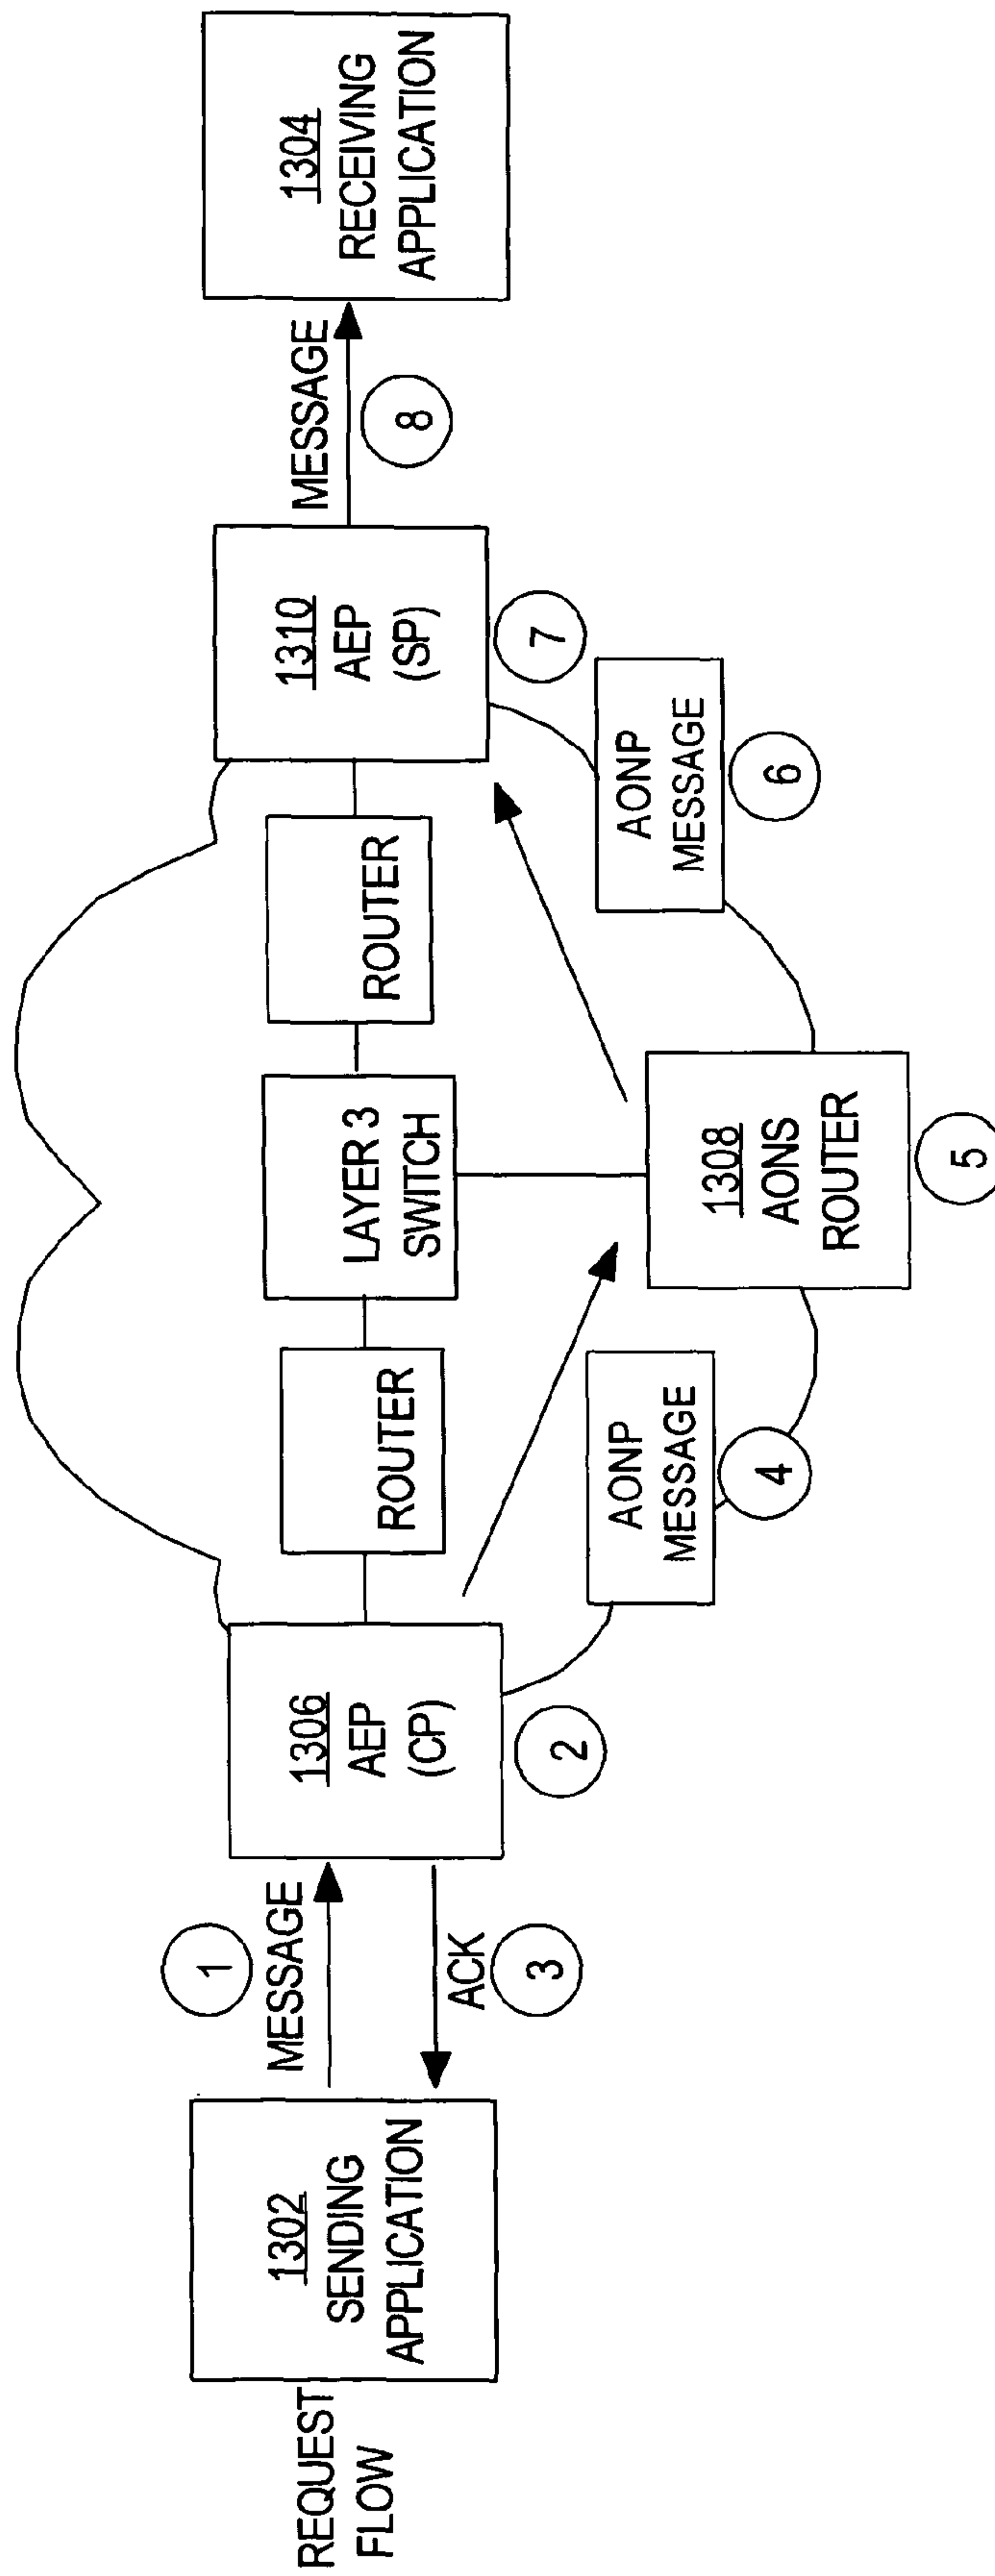 REQUEST
FLOW
1302
SENDING
APPLICATION
1
MESSAGE
ACK
3
1306
AEP
(CP)
2
ROUTER
AONP
MESSAGE
4
LAYER 3
SWITCH
1308
AONS
ROUTER
5
ROUTER
AONP
MESSAGE
6
1310
AEP
(SP)
7
MESSAGE
8
1304
RECEIVING
APPLICATION